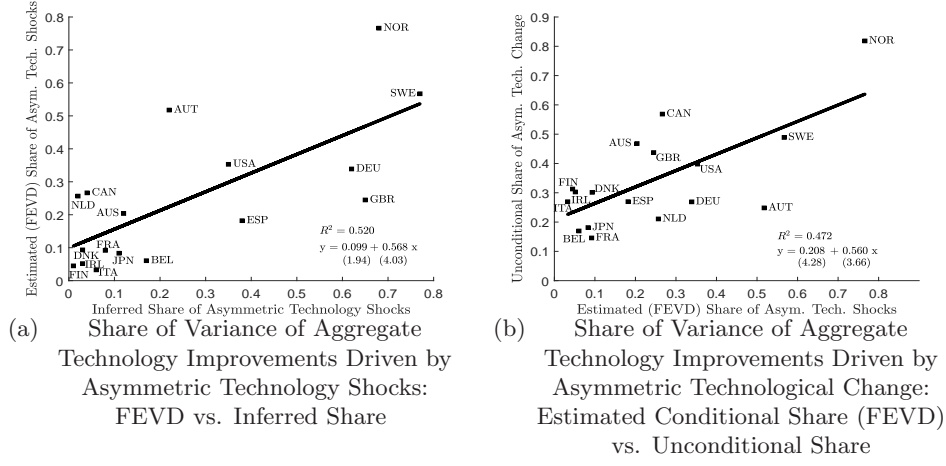 Estimated (FEVD) Share of Asym. Tech. Shocks
0.8
0.7
0.6
0.5
0.4
0.3
0.2
0.1
0
NOR
SWE
AUT
USA
DEU
CAN
NLD
GBR
AUS
ESP
FRA
DNK
JPN
BEL
IRL
ITA
FIN
R² = 0.520
y = 0.099 + 0.568 x
(1.94) (4.03)
0 0.1 0.2 0.3 0.4 0.5 0.6 0.7 0.8
Inferred Share of Asymmetric Technology Shocks
(a) Share of Variance of Aggregate
Technology Improvements Driven by
Asymmetric Technology Shocks:
FEVD vs. Inferred Share
Unconditional Share of Asym. Tech. Change
0.9
0.8
0.7
0.6
0.5
0.4
0.3
0.2
0.1
0
NOR
CAN
SWE
AUS
GBR
USA
FIN
DNK
IRL
ITA
ESP
DEU
AUT
NLD
JPN
BEL
FRA
R² = 0.472
y = 0.208 + 0.560 x
(4.28) (3.66)
0 0.1 0.2 0.3 0.4 0.5 0.6 0.7 0.8
Estimated (FEVD) Share of Asym. Tech. Shocks
(b) Share of Variance of Aggregate
Technology Improvements Driven by
Asymmetric Technological Change:
Estimated Conditional Share (FEVD)
vs. Unconditional Share